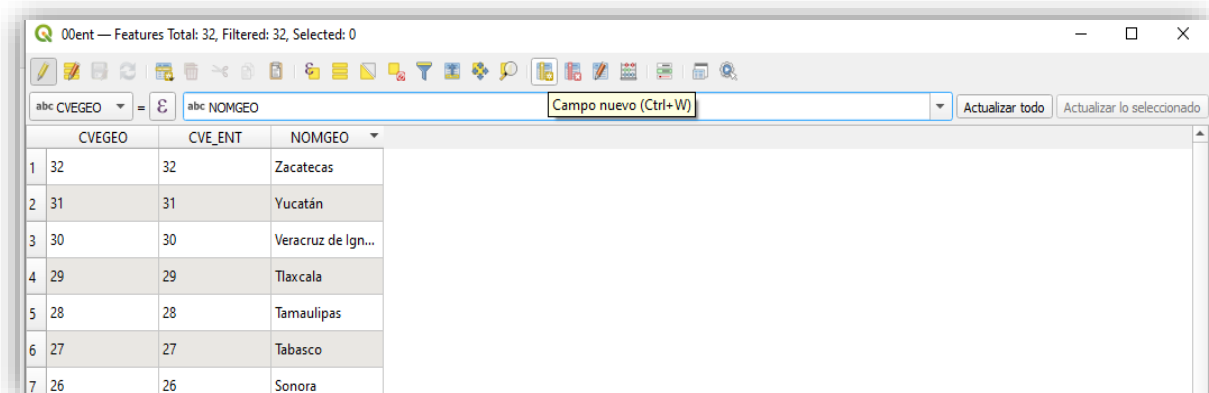 00ent — Features Total: 32, Filtered: 32, Selected: 0
abc CVEGEO = ε abc NOMGEO Campo nuevo (Ctrl+W) Actualizar todo Actualizar lo seleccionado
CVEGEO CVE_ENT NOMGEO
1 32 32 Zacatecas
2 31 31 Yucatán
3 30 30 Veracruz de Ign...
4 29 29 Tlaxcala
5 28 28 Tamaulipas
6 27 27 Tabasco
7 26 26 Sonora